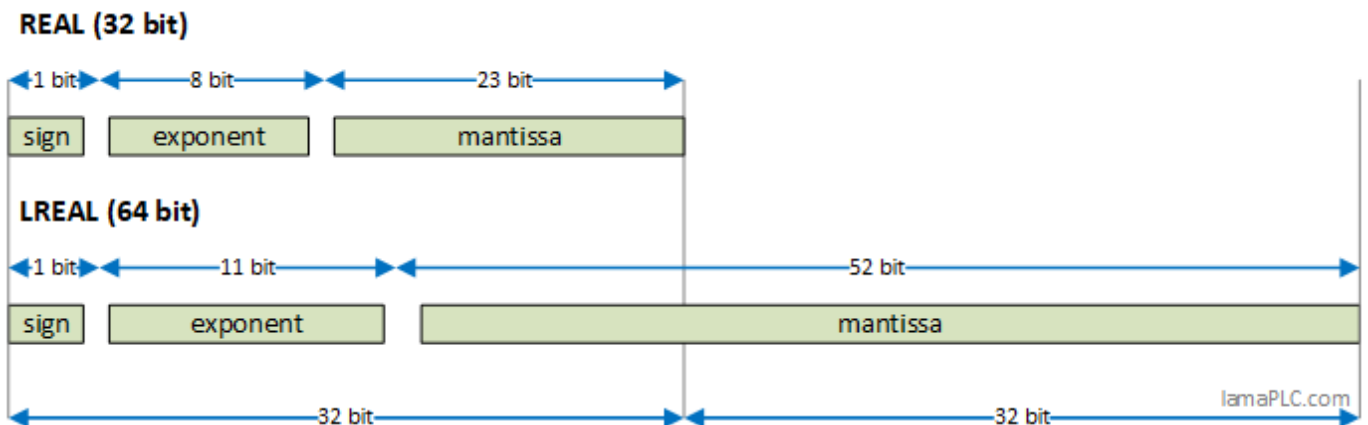 REAL (32 bit)
1 bit 8 bit 23 bit
sign exponent mantissa
LREAL (64 bit)
1 bit 11 bit 52 bit
sign exponent mantissa
lamaPLC.com
32 bit 32 bit